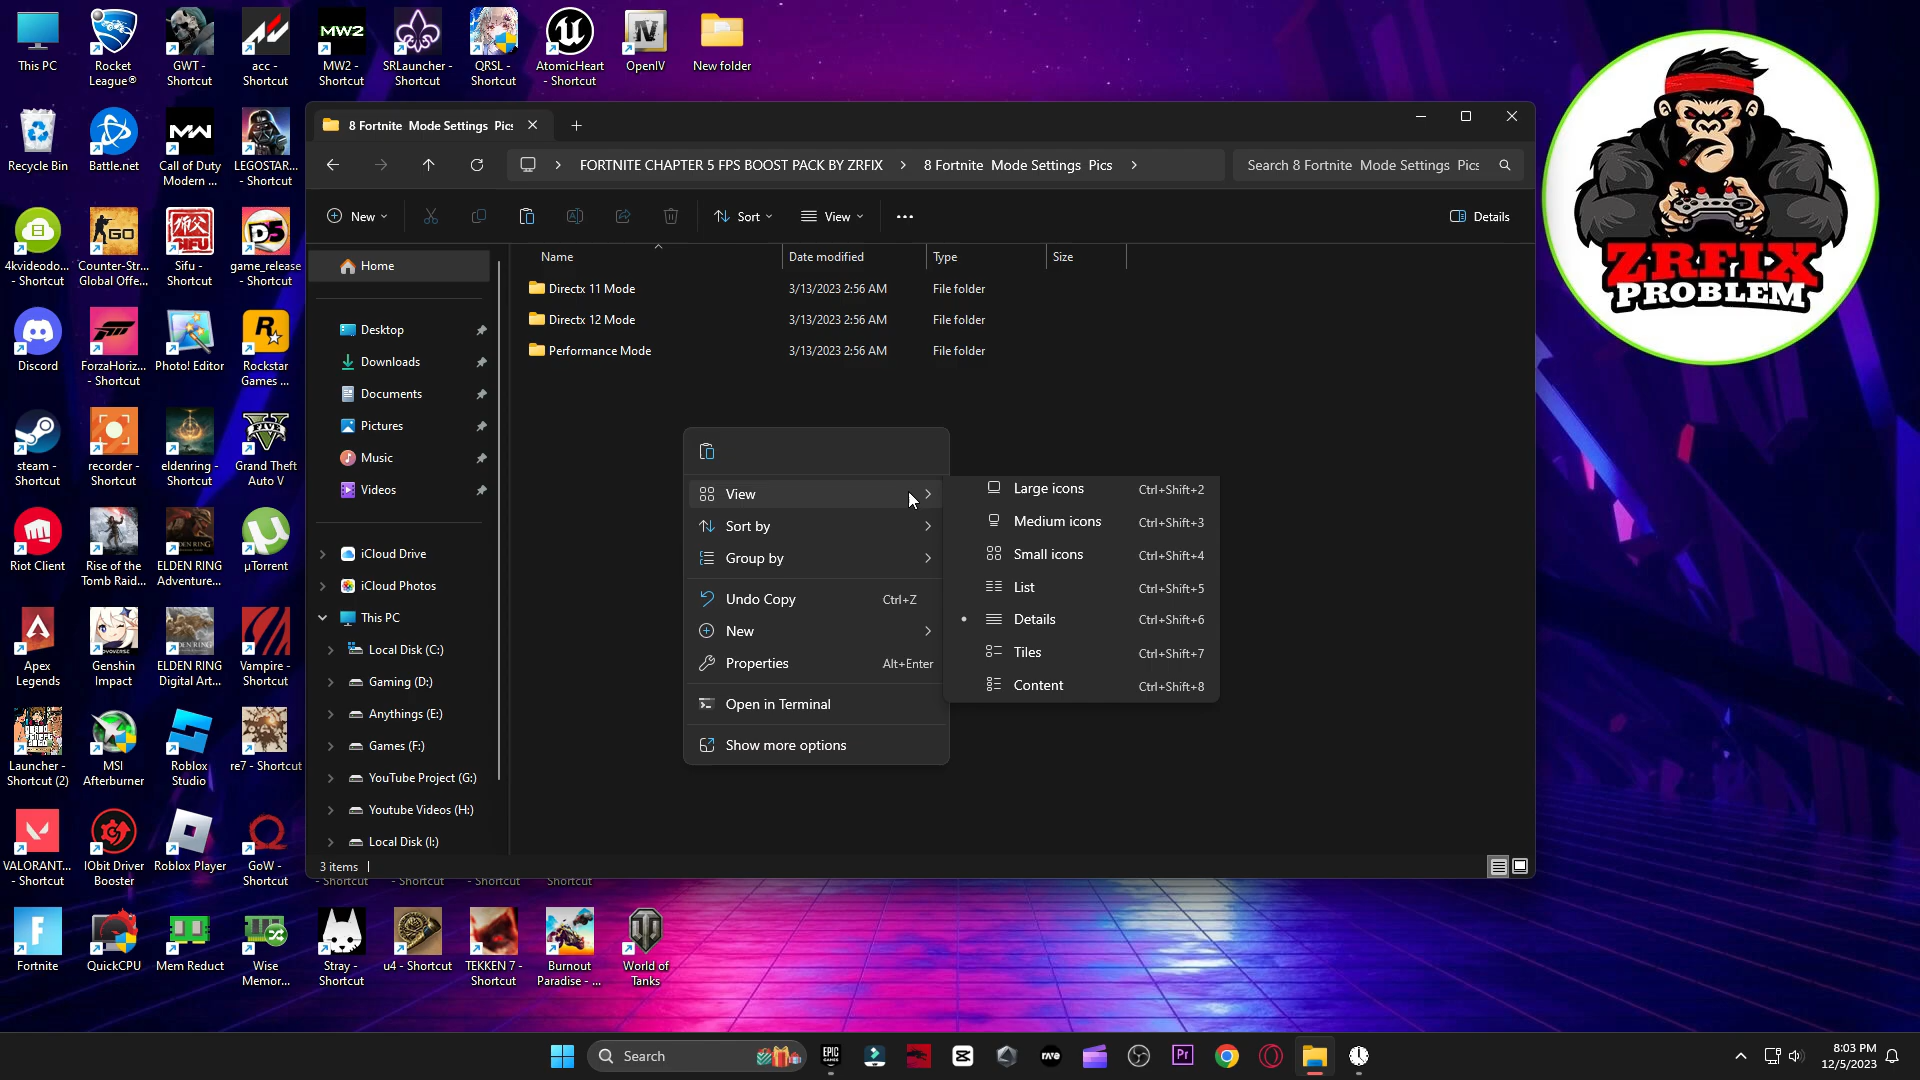 This PC
Rocket
League®
GWT -
Shortcut
acc -
Shortcut
MW2
MW2 -
Shortcut
SRLauncher -
Shortcut
QRSL -
Shortcut
AtomicHeart
- Shortcut
OpenIV
New folder
Recycle Bin
Battle.net
Call of Duty
Modern ...
LEGOSTAR...
- Shortcut
4kvideodo...
- Shortcut
Counter-Str...
Global Offe...
Sifu -
Shortcut
game_release
- Shortcut
Discord
ForzaHoriz...
- Shortcut
Photo! Editor
Rockstar
Games ...
steam -
Shortcut
recorder -
Shortcut
eldenring -
Shortcut
Grand Theft
Auto V
Riot Client
Rise of the
Tomb Raid...
ELDEN RING
Adventure...
µTorrent
Apex
Legends
Genshin
Impact
ELDEN RING
Digital Art...
Vampire -
Shortcut
Launcher -
Shortcut (2)
MSI
Afterburner
Roblox
Studio
re7 - Shortcut
VALORANT...
- Shortcut
IObit Driver
Booster
Roblox Player
GoW -
Shortcut
- Shortcut
- Shortcut
- Shortcut
Shortcut
Fortnite
QuickCPU
Mem Reduct
Wise
Memor...
Stray -
Shortcut
u4 - Shortcut
TEKKEN 7 -
Shortcut
Burnout
Paradise - ...
World of
Tanks
8 Fortnite Mode Settings Pics
FORTNITE CHAPTER 5 FPS BOOST PACK BY ZRFIX > 8 Fortnite Mode Settings Pics >
Search 8 Fortnite Mode Settings Pics
New
Sort
View
Details
Home
Desktop
Downloads
Documents
Pictures
Music
Videos
iCloud Drive
iCloud Photos
This PC
Local Disk (C:)
Gaming (D:)
Anythings (E:)
Games (F:)
YouTube Project (G:)
Youtube Videos (H:)
Local Disk (I:)
3 items
Name Date modified Type Size
Directx 11 Mode 3/13/2023 2:56 AM File folder
Directx 12 Mode 3/13/2023 2:56 AM File folder
Performance Mode 3/13/2023 2:56 AM File folder
View
Sort by
Group by
Undo Copy Ctrl+Z
New
Properties Alt+Enter
Open in Terminal
Show more options
Large icons Ctrl+Shift+2
Medium icons Ctrl+Shift+3
Small icons Ctrl+Shift+4
List Ctrl+Shift+5
Details Ctrl+Shift+6
Tiles Ctrl+Shift+7
Content Ctrl+Shift+8
ZRFIX
PROBLEM
Search
EPIC
GAMES
Pr
8:03 PM
12/5/2023